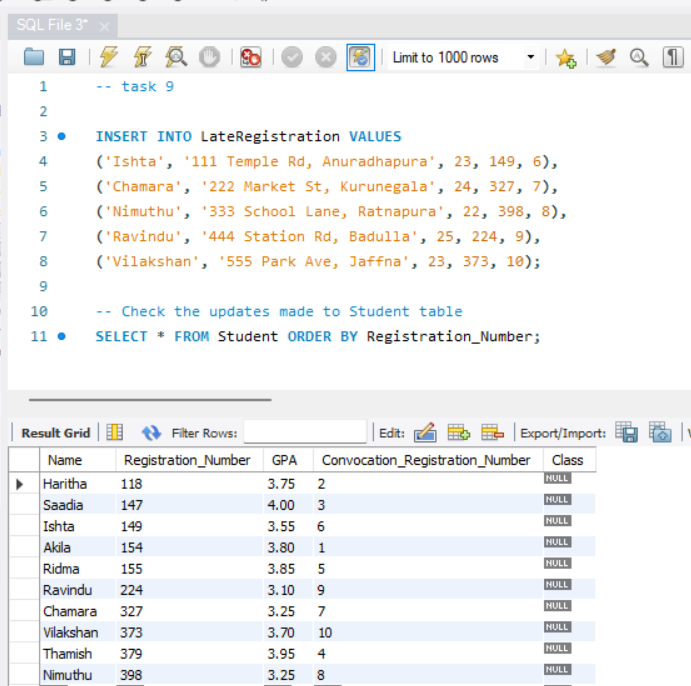 SQL File 3*
Limit to 1000 rows
1 -- task 9
2
3 INSERT INTO LateRegistration VALUES
4 ('Ishta', '111 Temple Rd, Anuradhapura', 23, 149, 6),
5 ('Chamara', '222 Market St, Kurunegala', 24, 327, 7),
6 ('Nimuthu', '333 School Lane, Ratnapura', 22, 398, 8),
7 ('Ravindu', '444 Station Rd, Badulla', 25, 224, 9),
8 ('Vilakshan', '555 Park Ave, Jaffna', 23, 373, 10);
9
10 -- Check the updates made to Student table
11 SELECT * FROM Student ORDER BY Registration_Number;
Result Grid Filter Rows: Edit: Export/Import:
Name Registration_Number GPA Convocation_Registration_Number Class
Haritha 118 3.75 2 NULL
Saadia 147 4.00 3 NULL
Ishta 149 3.55 6 NULL
Akila 154 3.80 1 NULL
Ridma 155 3.85 5 NULL
Ravindu 224 3.10 9 NULL
Chamara 327 3.25 7 NULL
Vilakshan 373 3.70 10 NULL
Thamish 379 3.95 4 NULL
Nimuthu 398 3.25 8 NULL